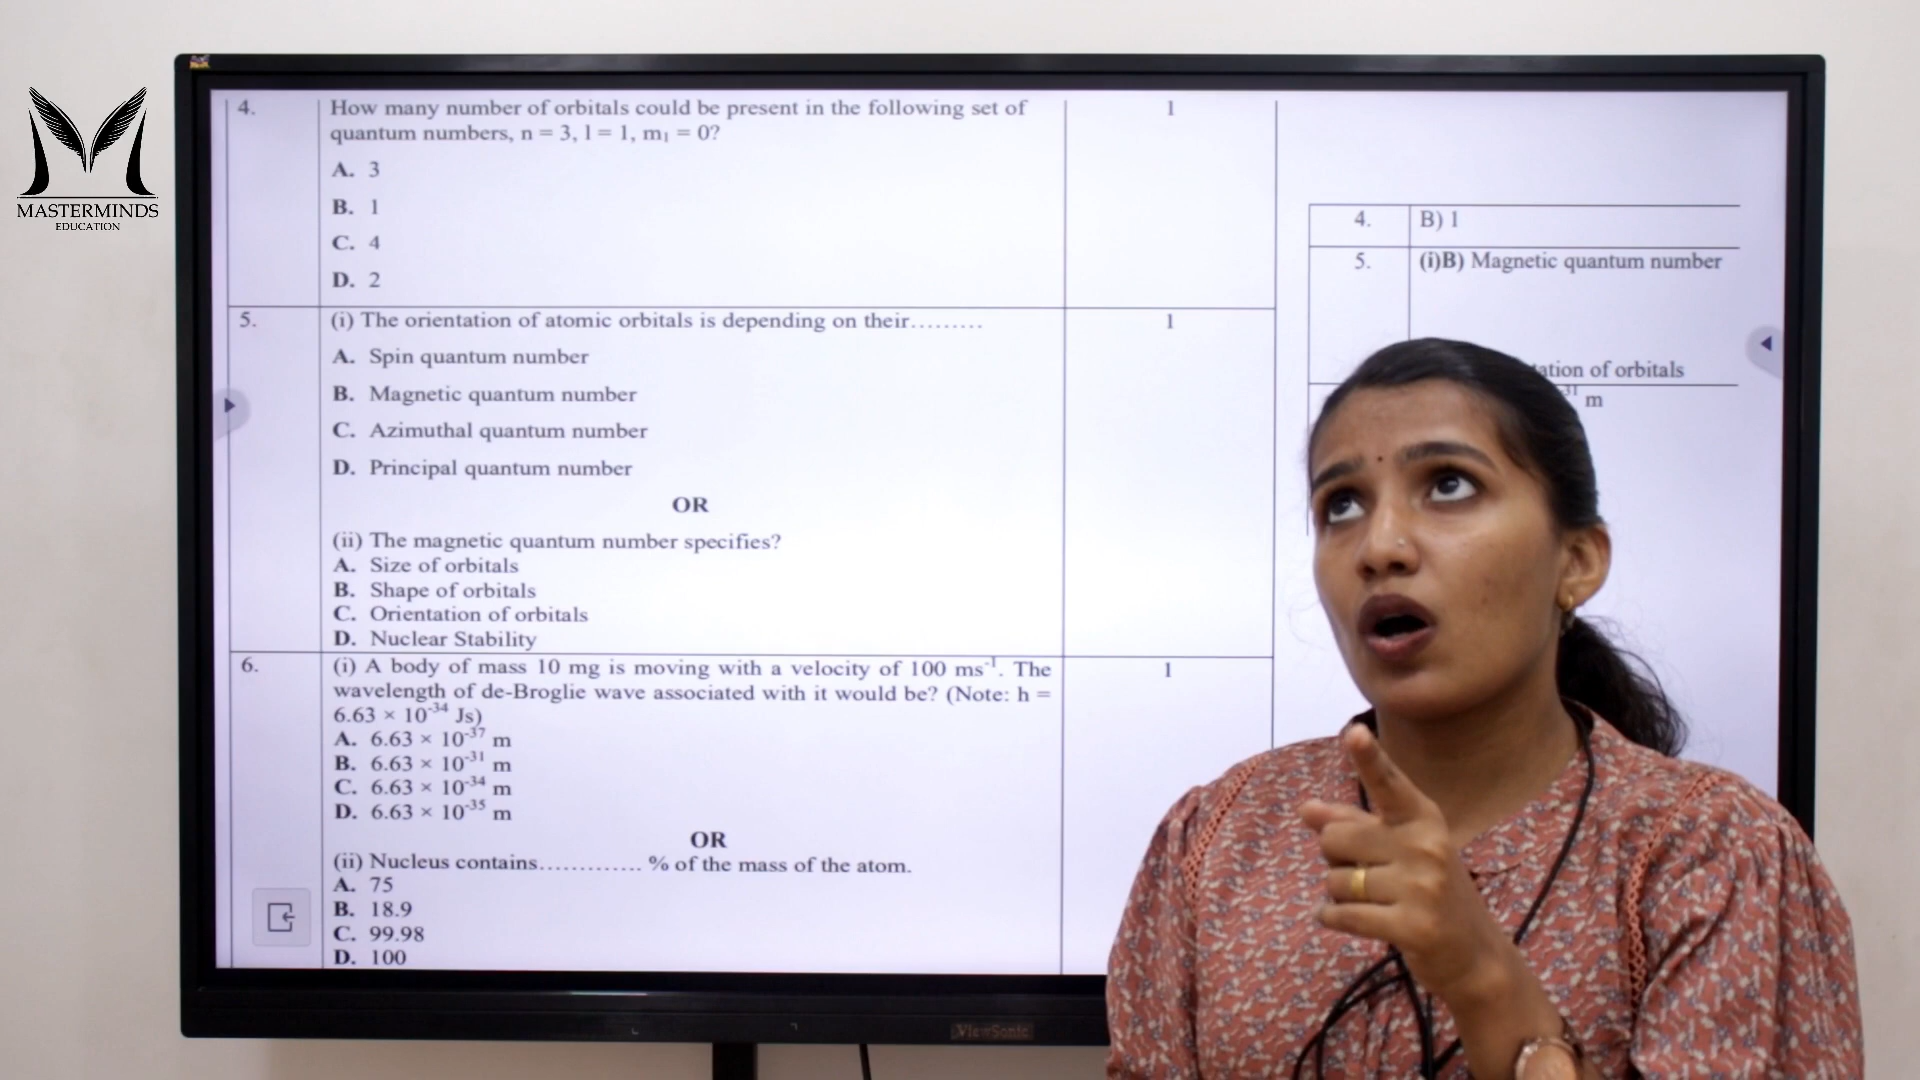 MASTERMINDS
EDUCATION
4.
How many number of orbitals could be present in the following set of
quantum numbers, n = 3, l = 1, mₗ = 0?
1
A. 3
B. 1
C. 4
D. 2
5.
(i) The orientation of atomic orbitals is depending on their.........
1
A. Spin quantum number
B. Magnetic quantum number
C. Azimuthal quantum number
D. Principal quantum number
OR
(ii) The magnetic quantum number specifies?
A. Size of orbitals
B. Shape of orbitals
C. Orientation of orbitals
D. Nuclear Stability
6.
(i) A body of mass 10 mg is moving with a velocity of 100 ms⁻¹. The
wavelength of de-Broglie wave associated with it would be? (Note: h =
6.63 × 10⁻³⁴ Js)
1
A. 6.63 × 10⁻³⁷ m
B. 6.63 × 10⁻³¹ m
C. 6.63 × 10⁻³⁴ m
D. 6.63 × 10⁻³⁵ m
OR
(ii) Nucleus contains............ % of the mass of the atom.
A. 75
B. 18.9
C. 99.98
D. 100
4. B) 1
5. (i)B) Magnetic quantum number
of orbitals
m
ViewSonic